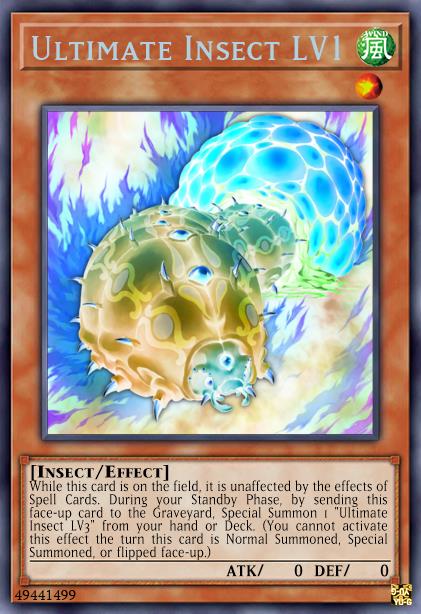 ULTIMATE INSECT LV1
WIND
風
[INSECT/EFFECT]
While this card is on the field, it is unaffected by the effects of
Spell Cards. During your Standby Phase, by sending this
face-up card to the Graveyard, Special Summon 1 "Ultimate
Insect LV3" from your hand or Deck. (You cannot activate
this effect the turn this card is Normal Summoned, Special
Summoned, or flipped face-up.)
ATK/ 0 DEF/ 0
49441499